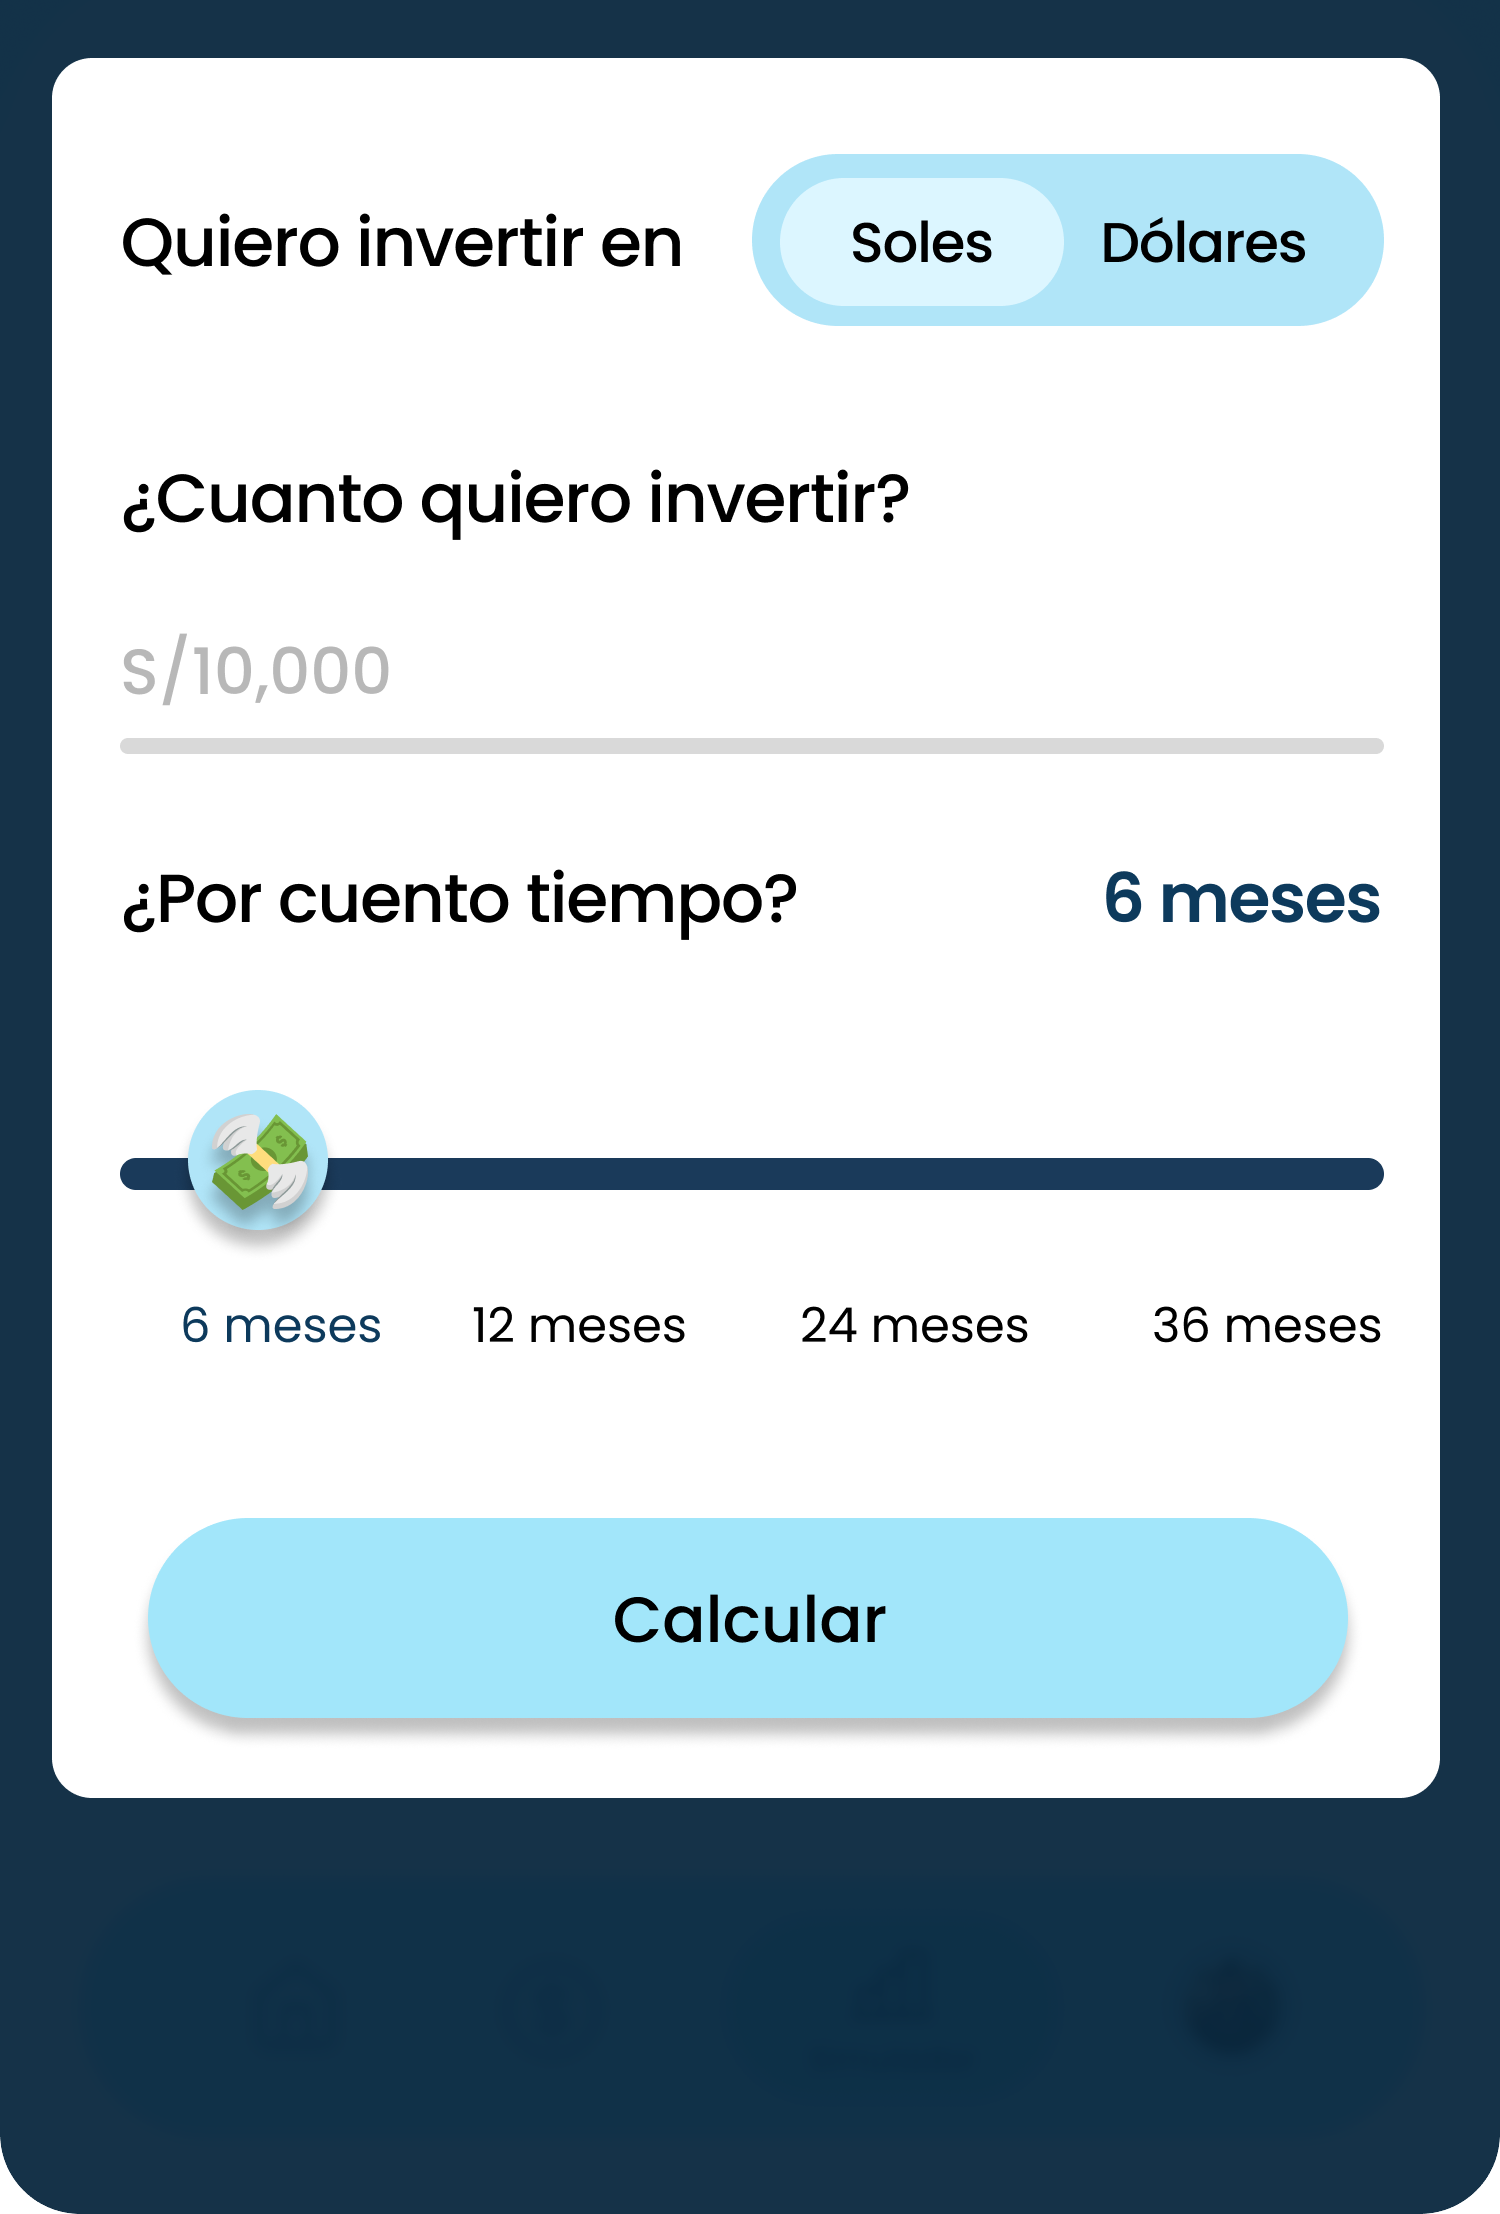 Quiero invertir en Soles Dólares
¿Cuanto quiero invertir?
S/10,000
¿Por cuento tiempo? 6 meses
6 meses 12 meses 24 meses 36 meses
Calcular